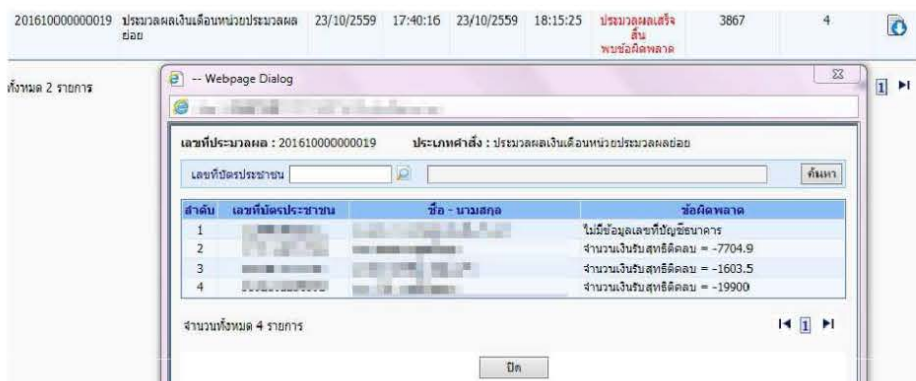 201610000000019 ประมวลผลเงินเดือนหน่วยประมวลผลย่อย 23/10/2559 17:40:16 23/10/2559 18:15:25 ประมวลผลเสร็จสิ้น พบข้อผิดพลาด 3867 4
ทั้งหมด 2 รายการ
1
-- Webpage Dialog
เลขที่ประมวลผล : 201610000000019 ประเภทคำสั่ง : ประมวลผลเงินเดือนหน่วยประมวลผลย่อย
เลขที่บัตรประชาชน ค้นหา
ลำดับ เลขที่บัตรประชาชน ชื่อ - นามสกุล ข้อผิดพลาด
1 ไม่มีข้อมูลเลขที่บัญชีธนาคาร
2 จำนวนเงินรับสุทธิติดลบ = -7704.9
3 จำนวนเงินรับสุทธิติดลบ = -1603.5
4 จำนวนเงินรับสุทธิติดลบ = -19900
จำนวนทั้งหมด 4 รายการ 1
ปิด